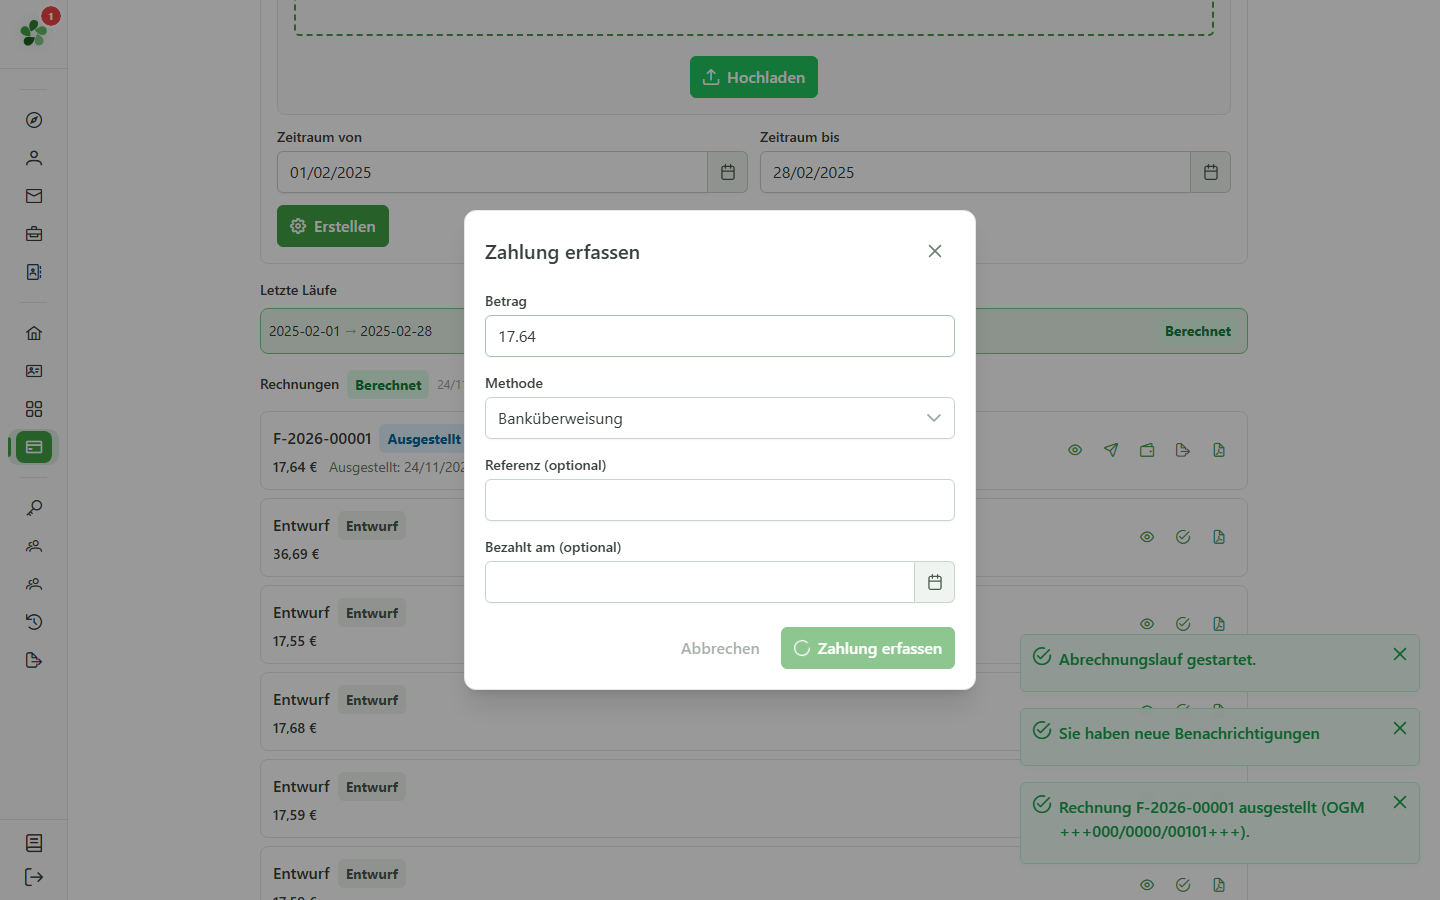 1
Hochladen
Zeitraum von
Zeitraum bis
01/02/2025
28/02/2025
Erstellen
Zahlung erfassen
Betrag
17.64
Methode
Banküberweisung
Referenz (optional)
Bezahlt am (optional)
Abbrechen
Zahlung erfassen
Letzte Läufe
2025-02-01 → 2025-02-28
Berechnet
Rechnungen
Berechnet
F-2026-00001
Ausgestellt
17,64 €
Ausgestellt:
Entwurf
Entwurf
36,69 €
Entwurf
Entwurf
17,55 €
Entwurf
Entwurf
17,68 €
Entwurf
Entwurf
17,59 €
Entwurf
Entwurf
Abrechnungslauf gestartet.
Sie haben neue Benachrichtigungen
Rechnung F-2026-00001 ausgestellt (OGM
+++000/0000/00101+++).